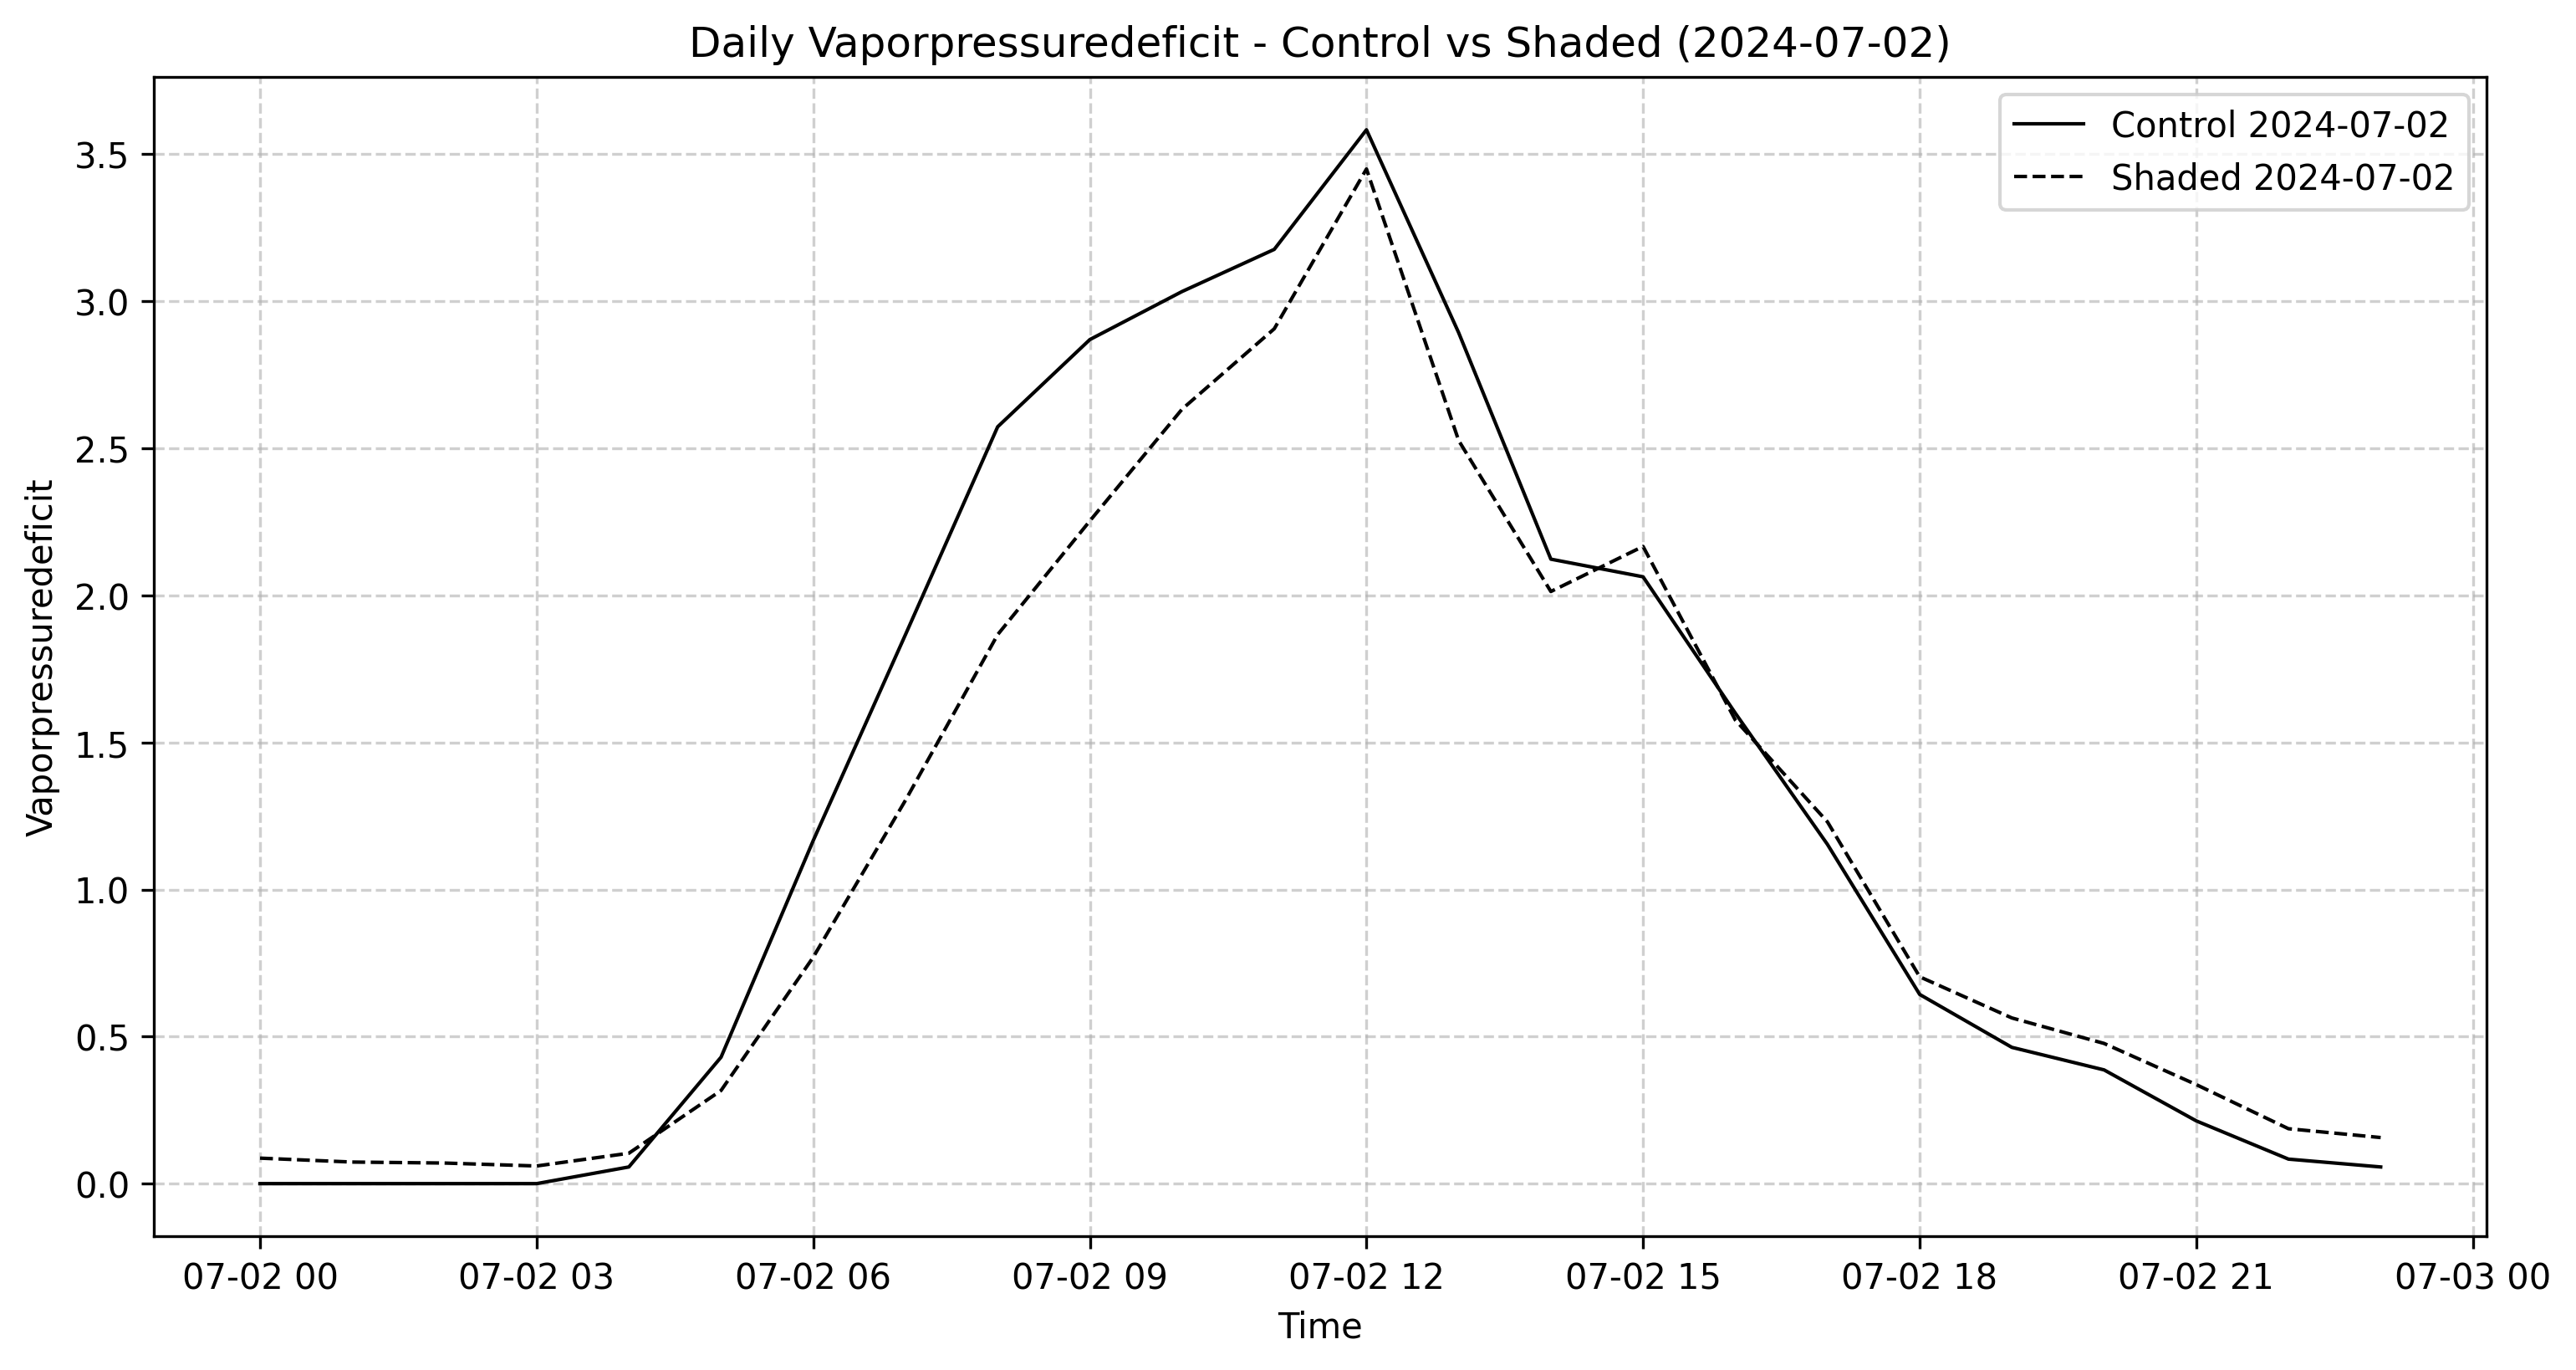 Daily Vaporpressuredeficit - Control vs Shaded (2024-07-02)
Control 2024-07-02
Shaded 2024-07-02
Vaporpressuredeficit
3.5
3.0
2.5
2.0
1.5
1.0
0.5
0.0
07-02 00 07-02 03 07-02 06 07-02 09 07-02 12 07-02 15 07-02 18 07-02 21 07-03 00
Time